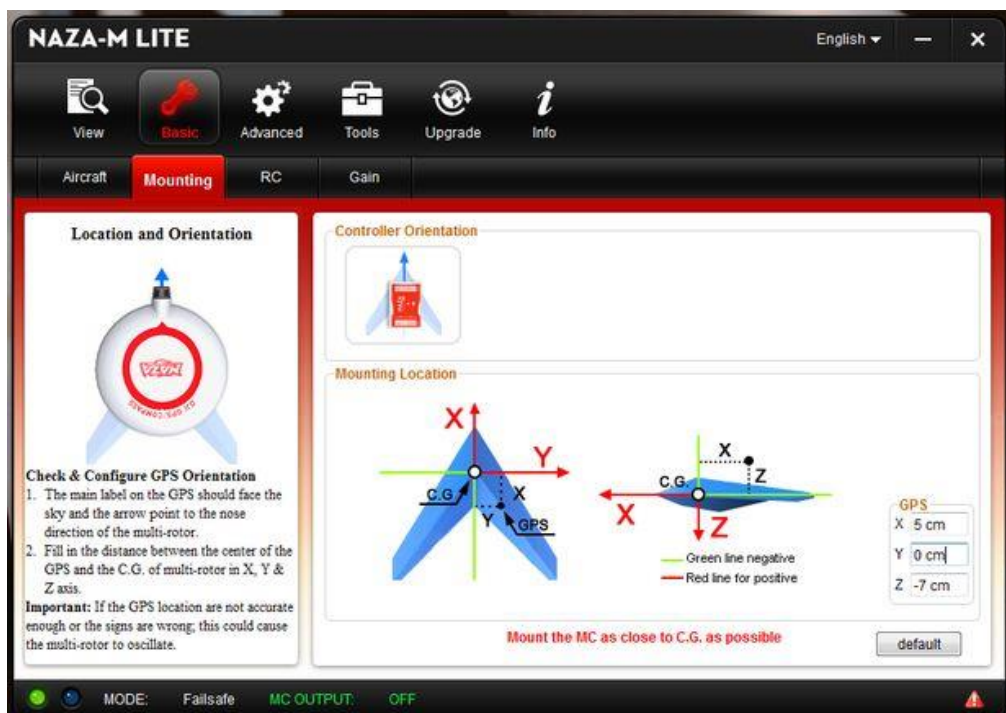 NAZA-M LITE
English
View
Basic
Advanced
Tools
Upgrade
Info
Aircraft
Mounting
RC
Gain
Location and Orientation
NAZA
DJI GPS/COMPASS
Check & Configure GPS Orientation
1. The main label on the GPS should face the
sky and the arrow point to the nose
direction of the multi-rotor.
2. Fill in the distance between the center of the
GPS and the C.G. of multi-rotor in X, Y &
Z axis.
Important: If the GPS location are not accurate
enough or the signs are wrong; this could cause
the multi-rotor to oscillate.
Controller Orientation
Mounting Location
X
Y
C.G
X
Y
GPS
X
C.G.
Z
X
Z
Green line negative
Red line for positive
GPS
X 5 cm
Y 0 cm
Z -7 cm
Mount the MC as close to C.G. as possible
default
MODE: Failsafe MC OUTPUT: OFF